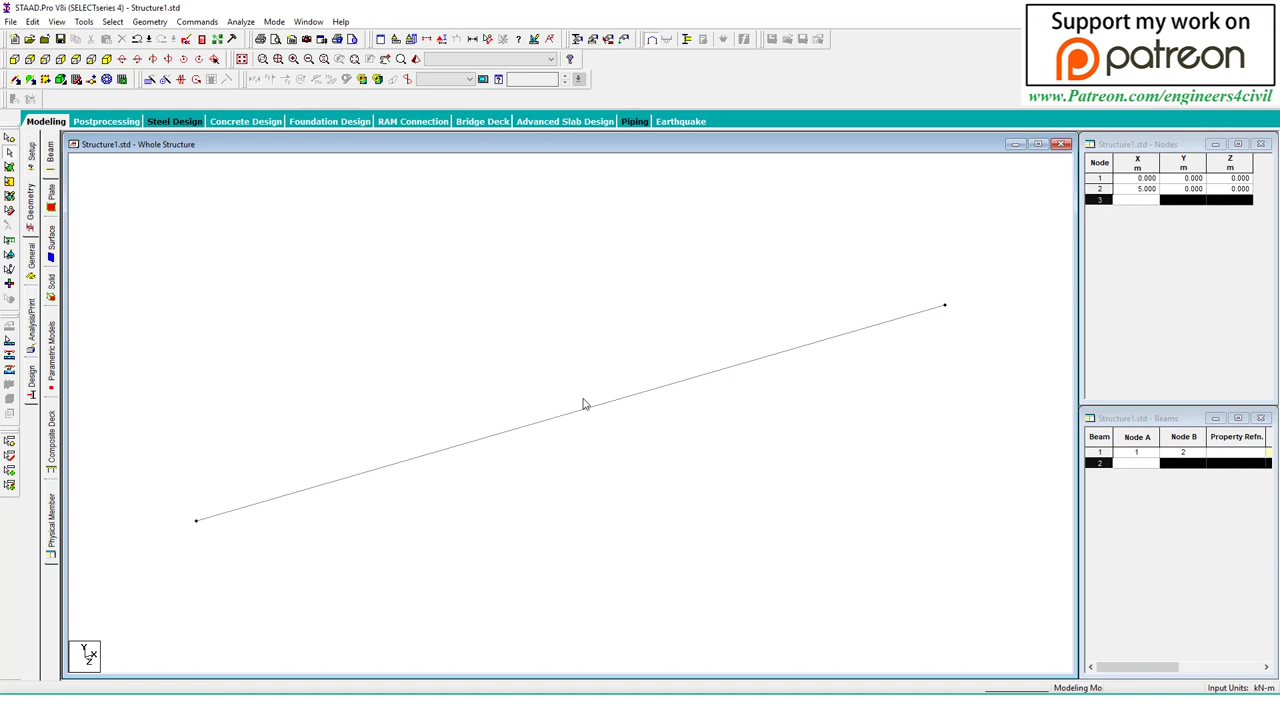 STAAD.Pro V8i (SELECTseries 4) - Structure1.std
File Edit View Tools Select Geometry Commands Analyze Mode Window Help
Support my work on
patreon
www.Patreon.com/engineers4civil
Modeling Postprocessing Steel Design Concrete Design Foundation Design RAM Connection Bridge Deck Advanced Slab Design Piping Earthquake
Setup
Geometry
General
Analysis/Print
Design
Beam
Plate
Surface
Solid
Parametric Models
Composite Deck
Physical Member
Structure1.std - Whole Structure
Y
X
Z
Structure1.std - Nodes
Node X m Y m Z m
1 0.000 0.000 0.000
2 5.000 0.000 0.000
3
Structure1.std - Beams
Beam Node A Node B Property Refn.
1 1 2
2
Modeling Mo Input Units: kN-m